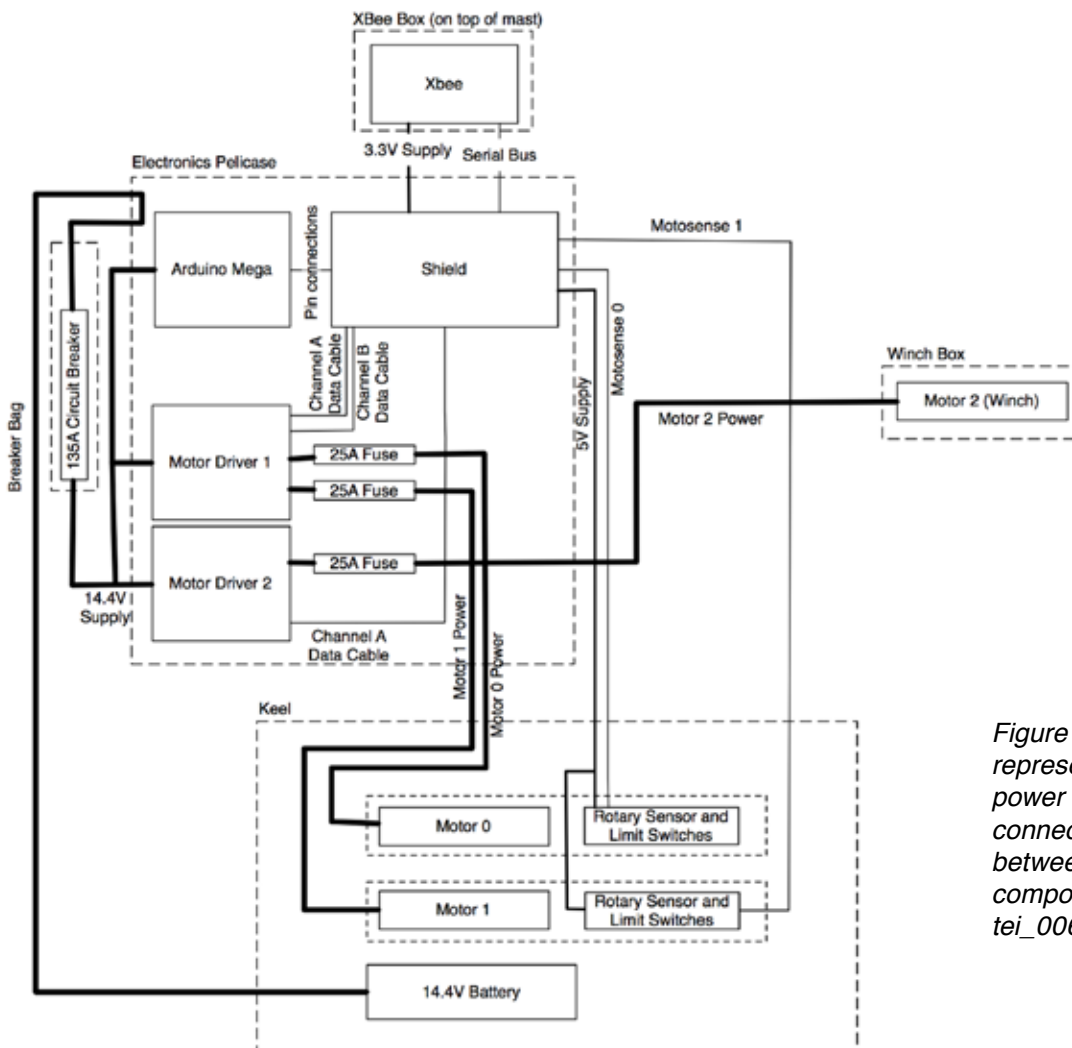 XBee Box (on top of mast)
Xbee
3.3V Supply
Serial Bus
Electronics Pelicase
Arduino Mega
Pin connections
Shield
Motosense 1
Motosense 0
5V Supply
135A Circuit Breaker
Breaker Bag
Channel A
Data Cable
Channel B
Data Cable
Winch Box
Motor 2 (Winch)
Motor 2 Power
Motor Driver 1
25A Fuse
25A Fuse
Motor Driver 2
25A Fuse
14.4V
Supply
Channel A
Data Cable
Motor 1 Power
Motor 0 Power
Keel
Motor 0
Rotary Sensor and
Limit Switches
Motor 1
Rotary Sensor and
Limit Switches
14.4V Battery
Figure
represe
power
connec
betwee
compo
tei_006